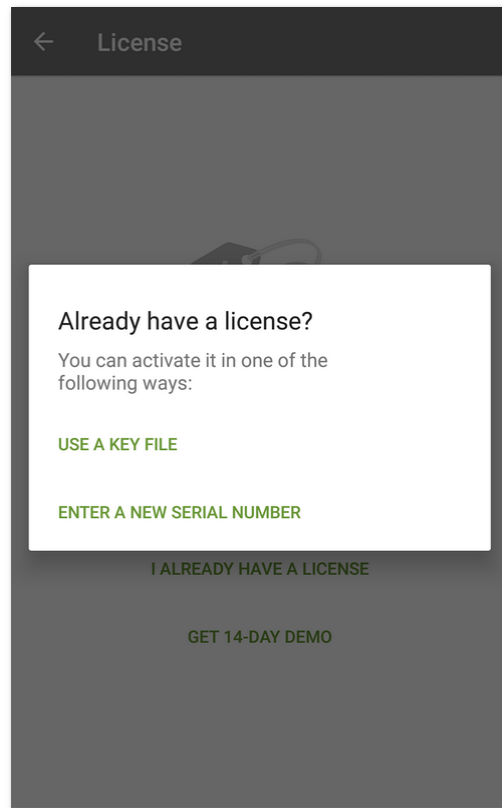 License
Already have a license?
You can activate it in one of the
following ways:
USE A KEY FILE
ENTER A NEW SERIAL NUMBER
I ALREADY HAVE A LICENSE
GET 14-DAY DEMO